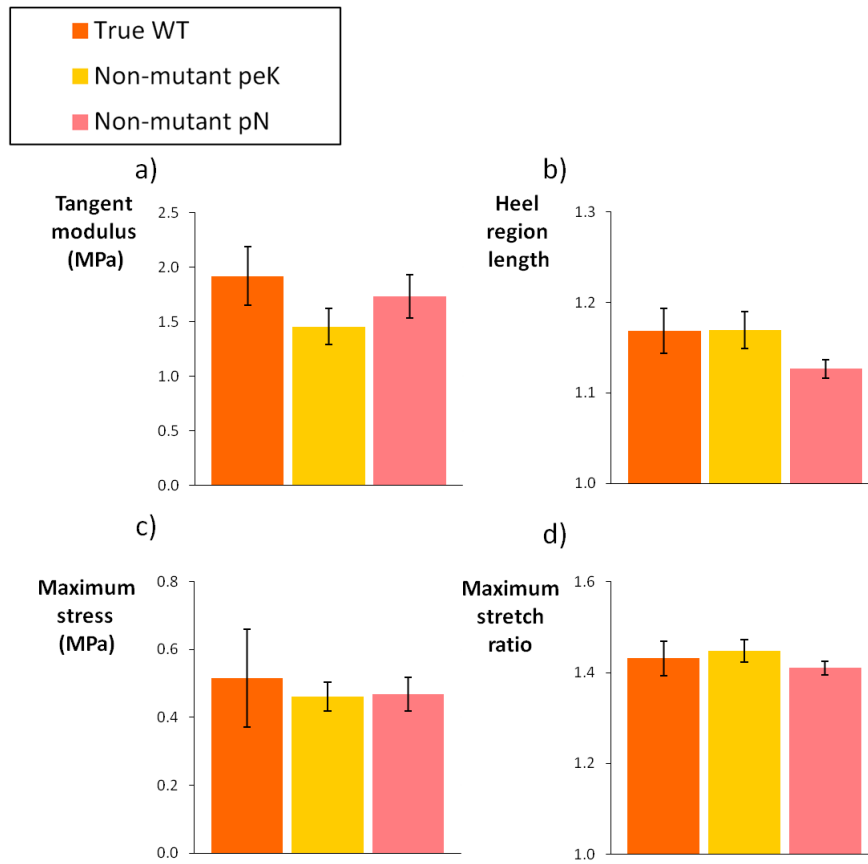 True WT
Non-mutant peK
Non-mutant pN
a)
Tangent
modulus
(MPa)
2.5
2.0
1.5
1.0
0.5
0.0
b)
Heel
region
length
1.3
1.2
1.1
1.0
c)
Maximum
stress
(MPa)
0.8
0.6
0.4
0.2
0.0
d)
Maximum
stretch
ratio
1.6
1.4
1.2
1.0